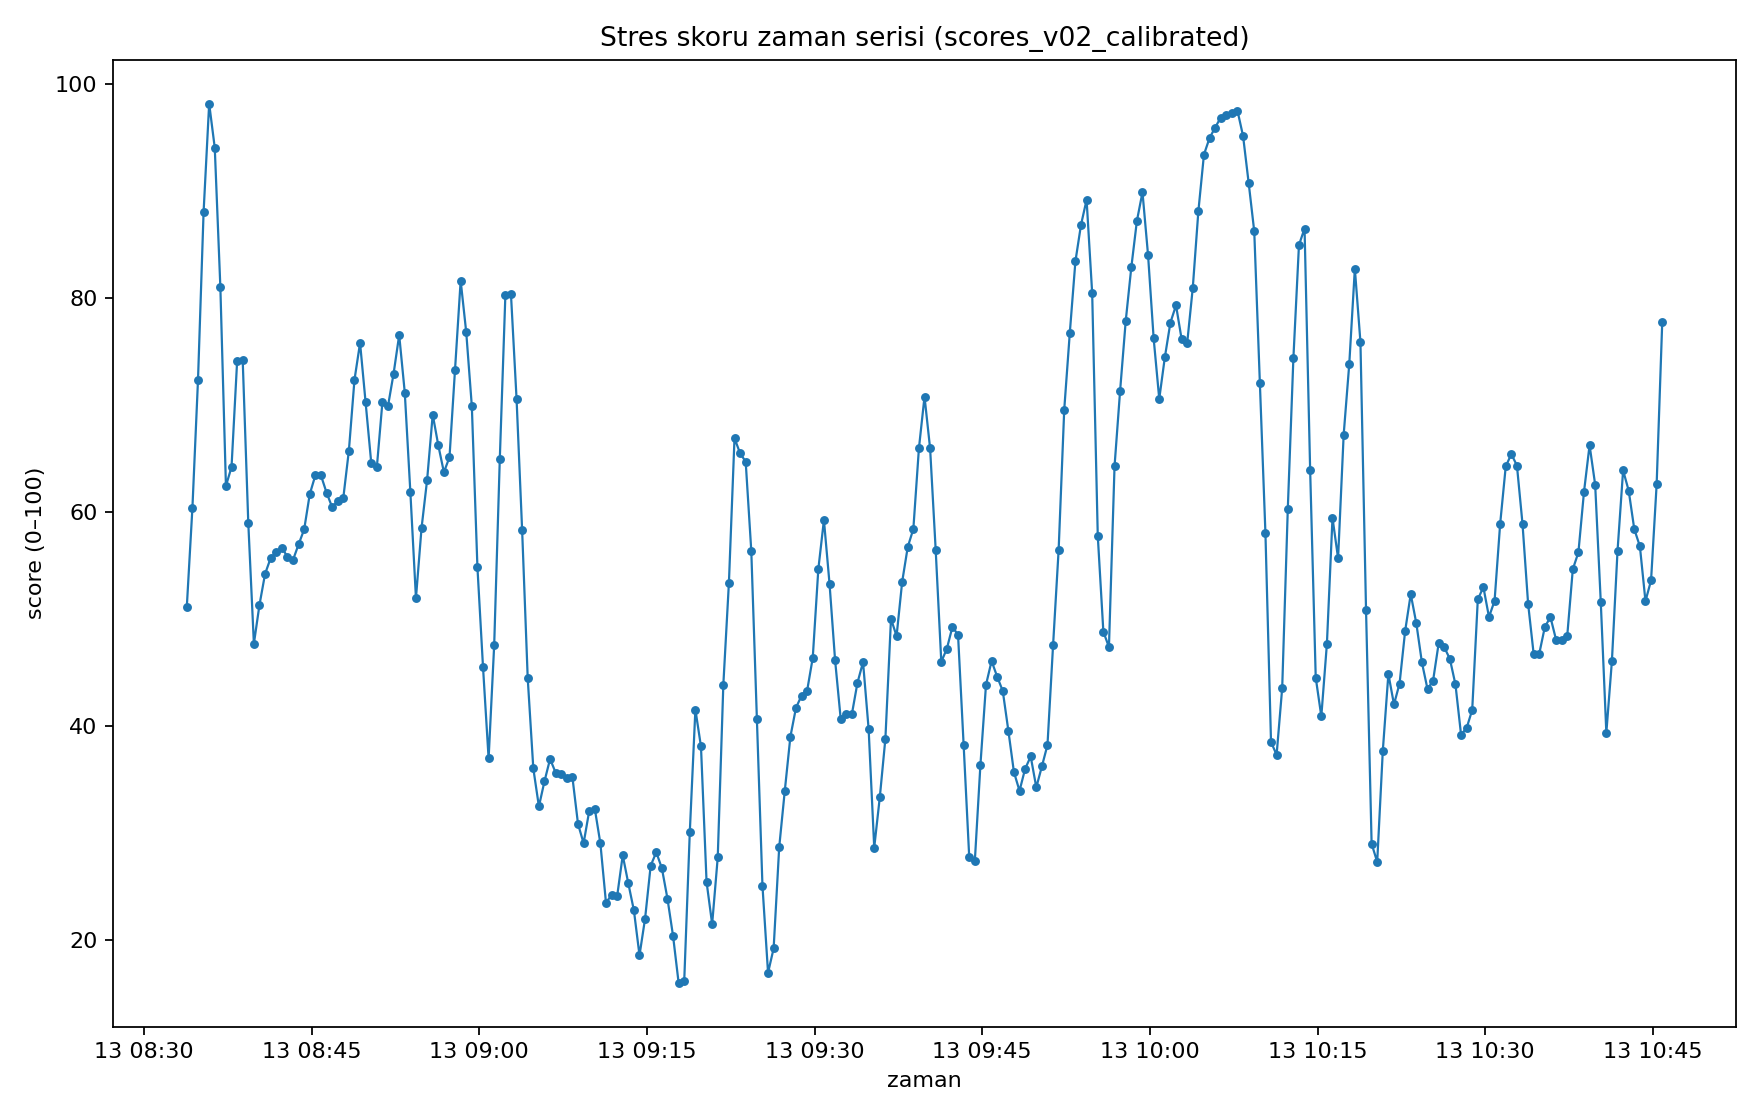 Stres skoru zaman serisi (scores_v02_calibrated)
100
80
60
40
20
score (0–100)
13 08:30 13 08:45 13 09:00 13 09:15 13 09:30 13 09:45 13 10:00 13 10:15 13 10:30 13 10:45
zaman